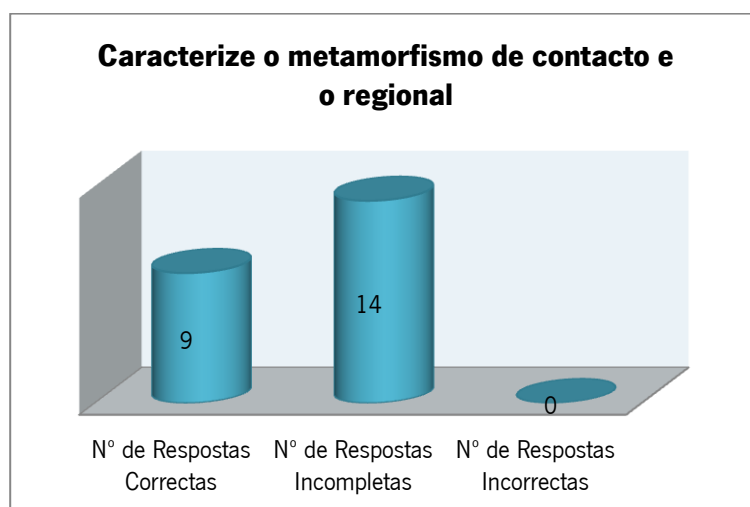 Caracterize o metamorfismo de contacto e
o regional
9
14
0
Nº de Respostas
Correctas
Nº de Respostas
Incompletas
Nº de Respostas
Incorrectas